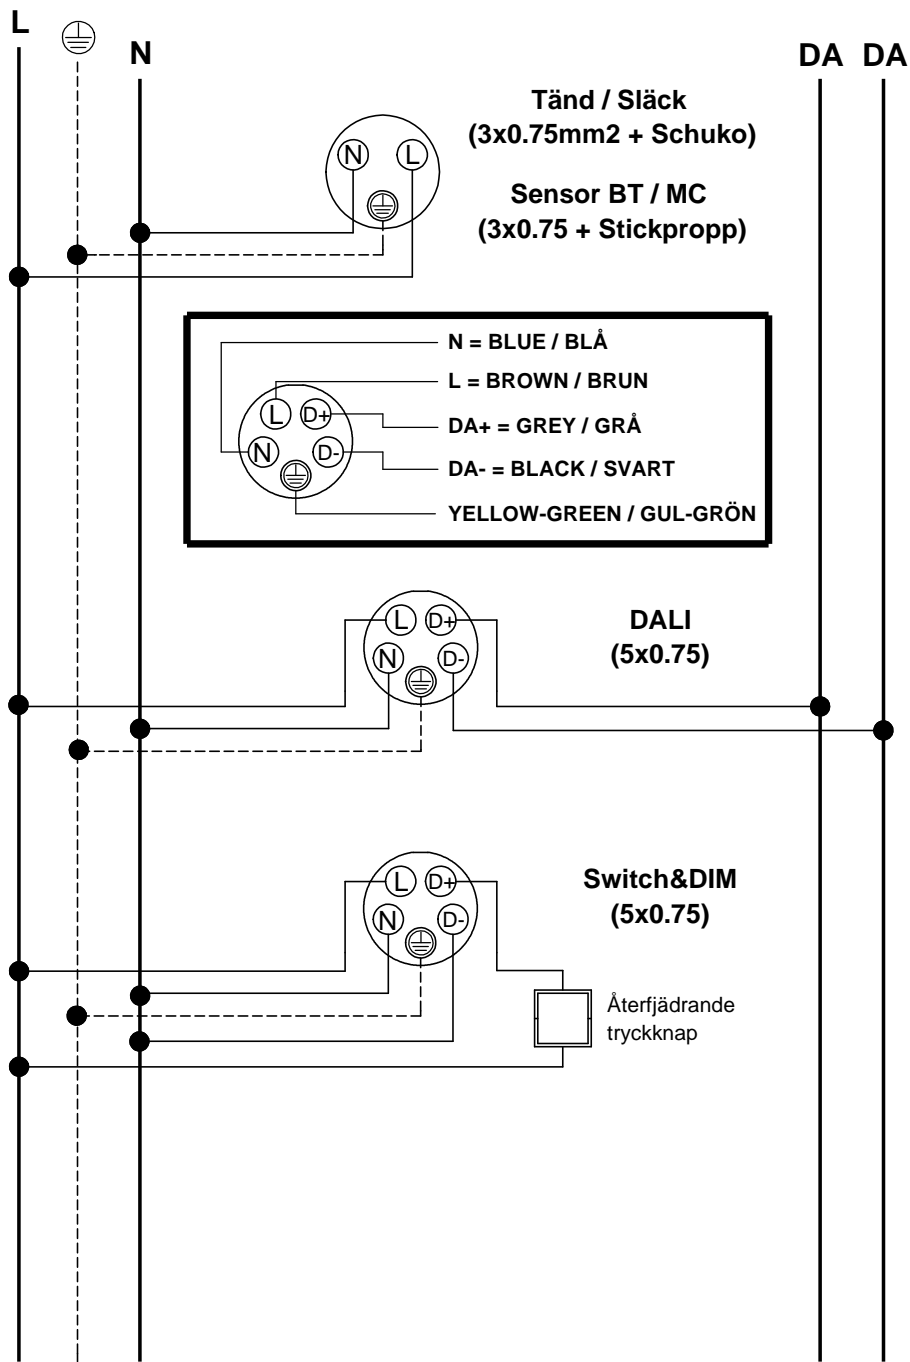 L
N
DA DA
Tänd / Släck
(3x0.75mm2 + Schuko)
N L
Sensor BT / MC
(3x0.75 + Stickpropp)
N = BLUE / BLÅ
L = BROWN / BRUN
L D+
DA+ = GREY / GRÅ
N D-
DA- = BLACK / SVART
YELLOW-GREEN / GUL-GRÖN
L D+
DALI
N D-
(5x0.75)
L D+
Switch&DIM
N D-
(5x0.75)
Återfjädrande
tryckknap